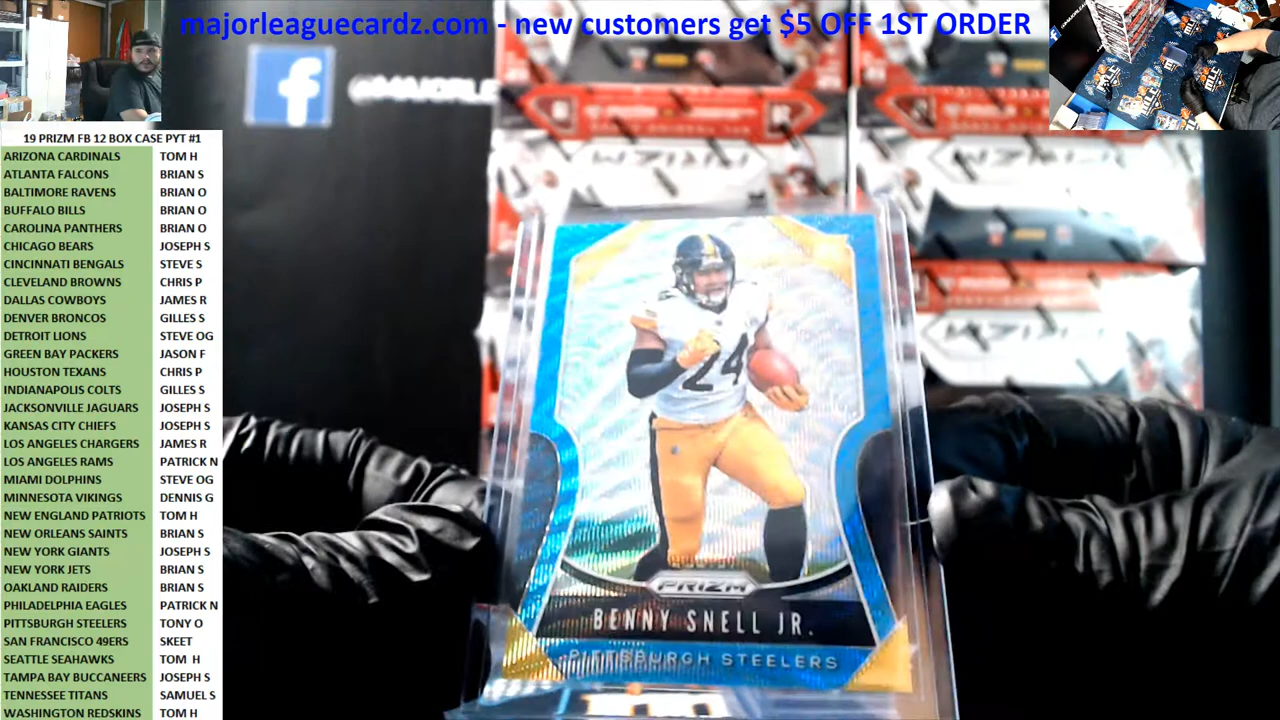 majorleaguecardz.com - new customers get $5 OFF 1ST ORDER
f @MAJORLE
19 PRIZM FB 12 BOX CASE PYT #1
ARIZONA CARDINALS TOM H
ATLANTA FALCONS BRIAN S
BALTIMORE RAVENS BRIAN O
BUFFALO BILLS BRIAN O
CAROLINA PANTHERS BRIAN O
CHICAGO BEARS JOSEPH S
CINCINNATI BENGALS STEVE S
CLEVELAND BROWNS CHRIS P
DALLAS COWBOYS JAMES R
DENVER BRONCOS GILLES S
DETROIT LIONS STEVE OG
GREEN BAY PACKERS JASON F
HOUSTON TEXANS CHRIS P
INDIANAPOLIS COLTS GILLES S
JACKSONVILLE JAGUARS JOSEPH S
KANSAS CITY CHIEFS JOSEPH S
LOS ANGELES CHARGERS JAMES R
LOS ANGELES RAMS PATRICK N
MIAMI DOLPHINS STEVE OG
MINNESOTA VIKINGS DENNIS G
NEW ENGLAND PATRIOTS TOM H
NEW ORLEANS SAINTS BRIAN S
NEW YORK GIANTS JOSEPH S
NEW YORK JETS BRIAN S
OAKLAND RAIDERS BRIAN S
PHILADELPHIA EAGLES PATRICK N
PITTSBURGH STEELERS TONY O
SAN FRANCISCO 49ERS SKEET
SEATTLE SEAHAWKS TOM H
TAMPA BAY BUCCANEERS JOSEPH S
TENNESSEE TITANS SAMUEL S
WASHINGTON REDSKINS TOM H
PRIZM
PRIZM
PRIZM
24
PRIZM
BENNY SNELL JR.
PITTSBURGH STEELERS